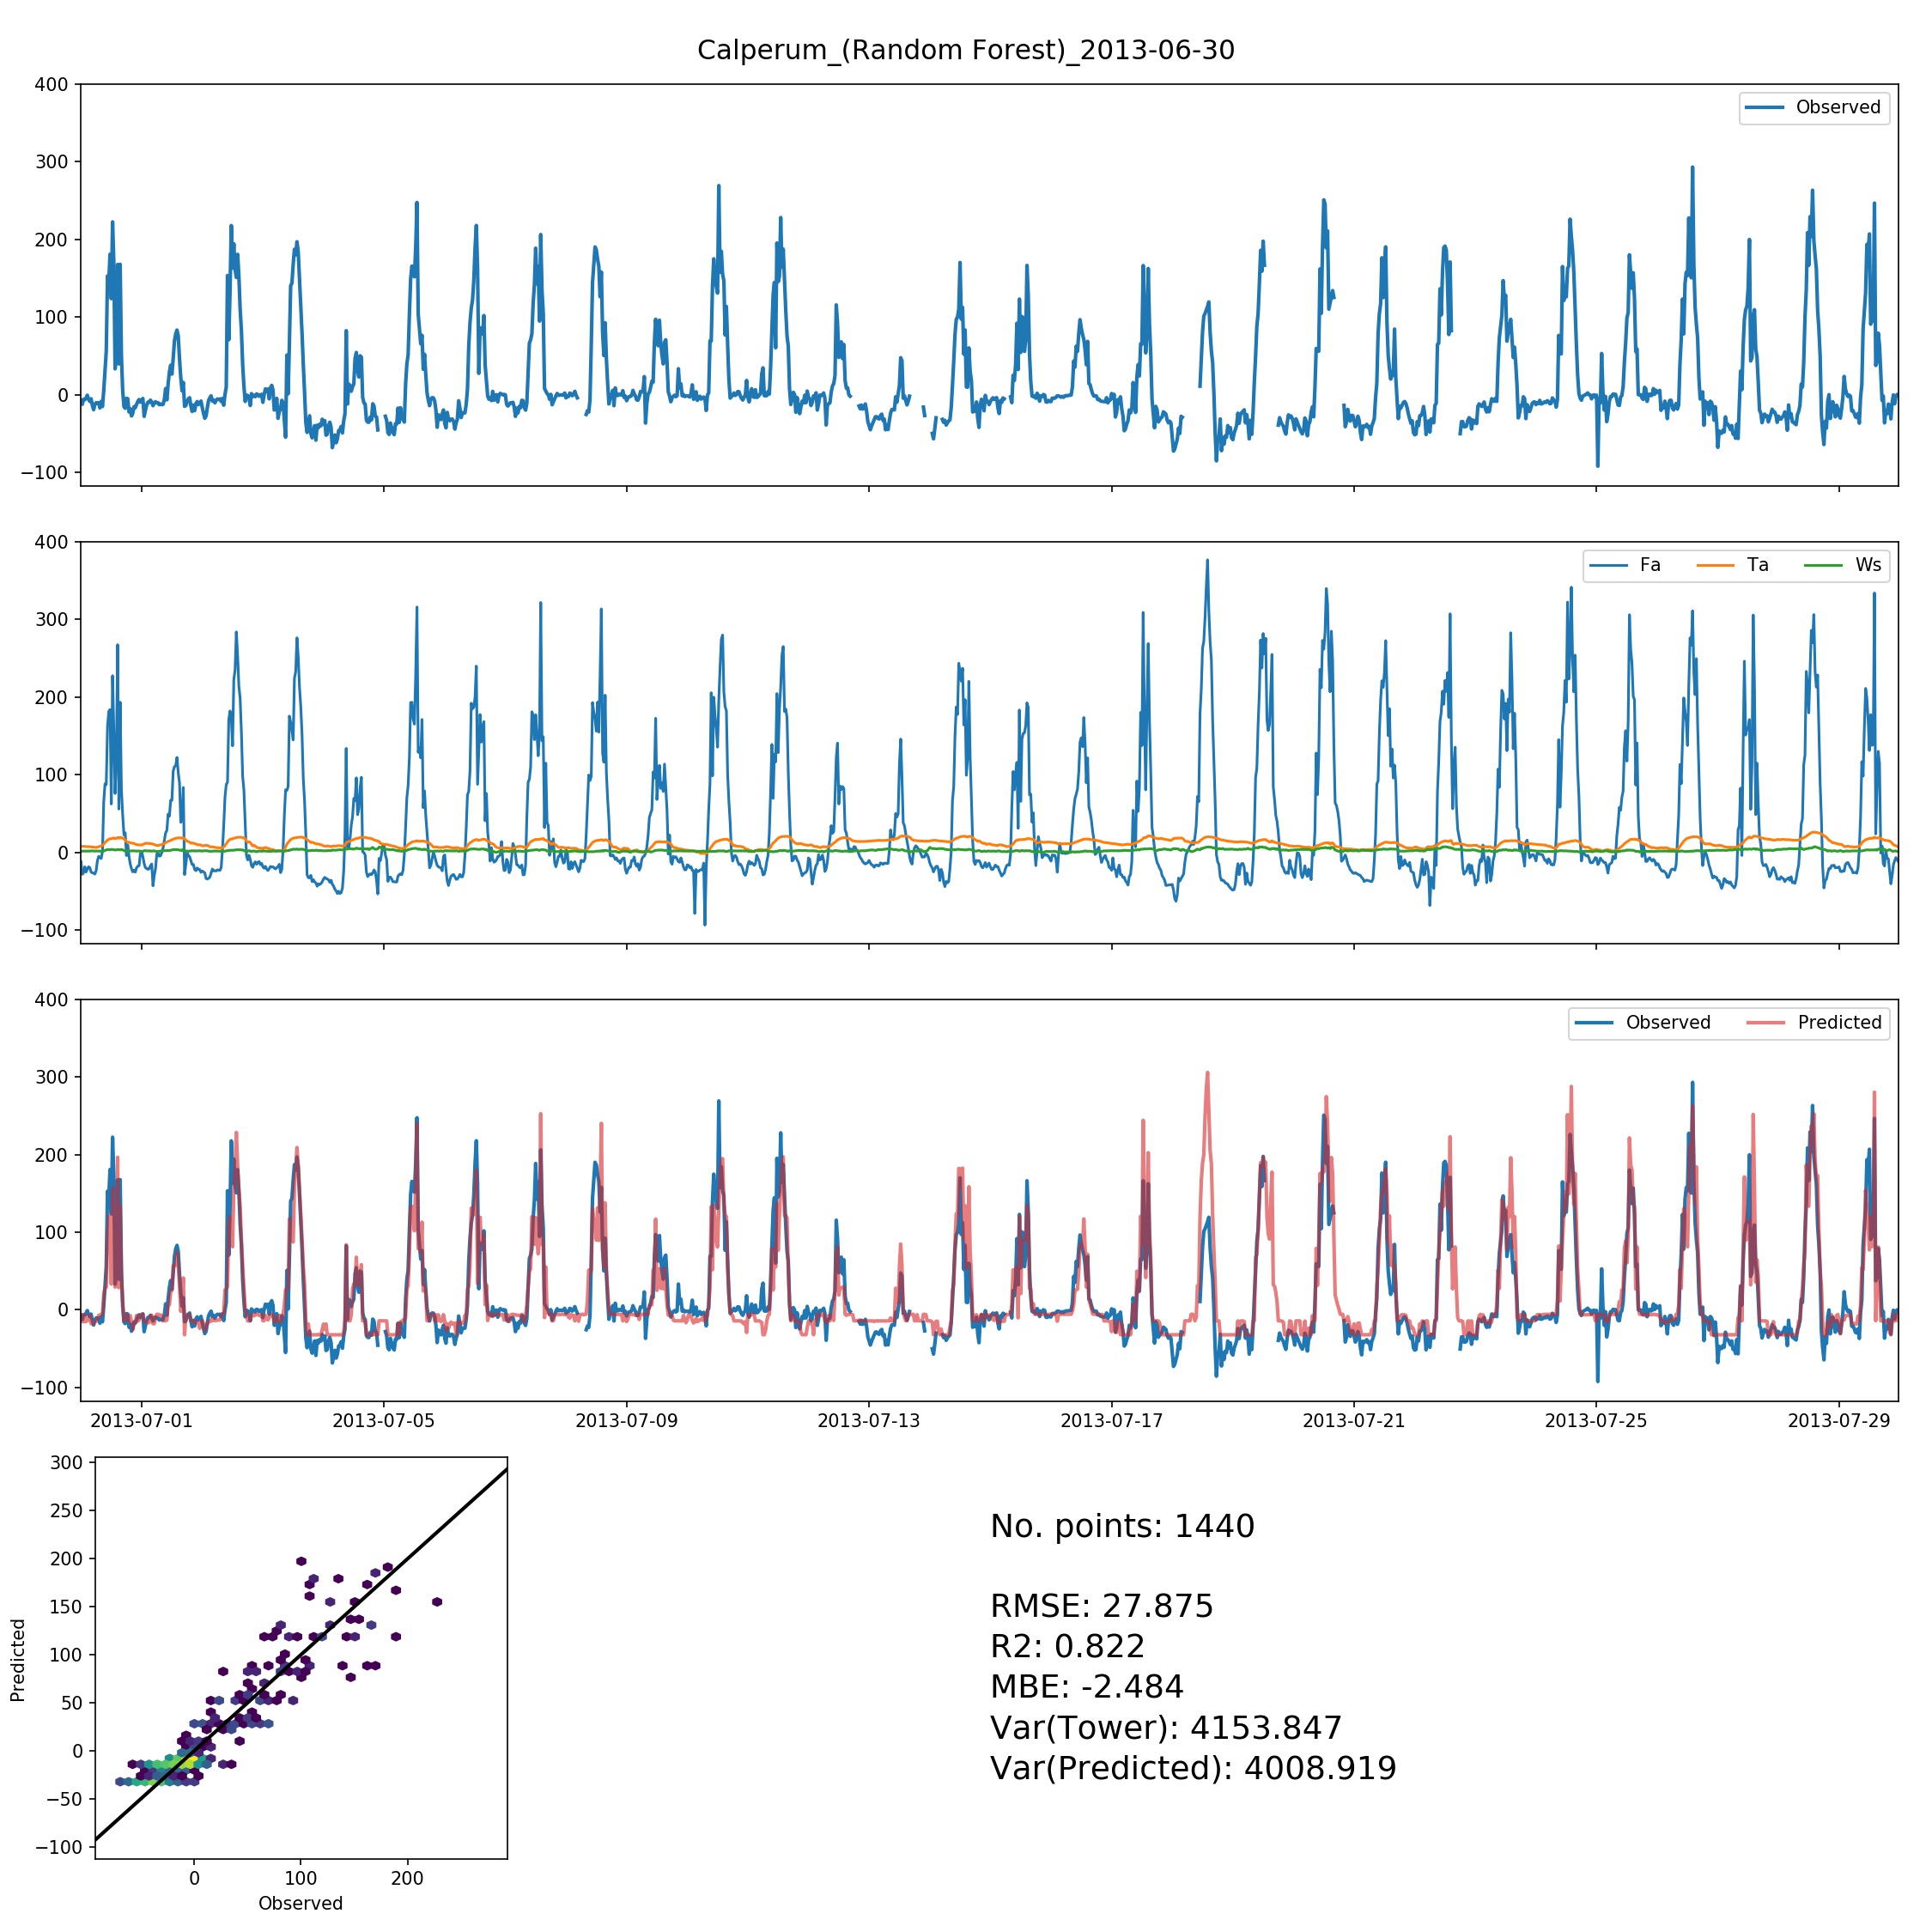 Calperum_(Random Forest)_2013-06-30
400
300
200
100
0
−100
Observed
400
300
200
100
0
−100
Fa Ta Ws
400
300
200
100
0
−100
Observed Predicted
2013-07-01 2013-07-05 2013-07-09 2013-07-13 2013-07-17 2013-07-21 2013-07-25 2013-07-29
300
250
200
150
100
50
0
−50
−100
Predicted
0 100 200
Observed
No. points: 1440
RMSE: 27.875
R2: 0.822
MBE: -2.484
Var(Tower): 4153.847
Var(Predicted): 4008.919